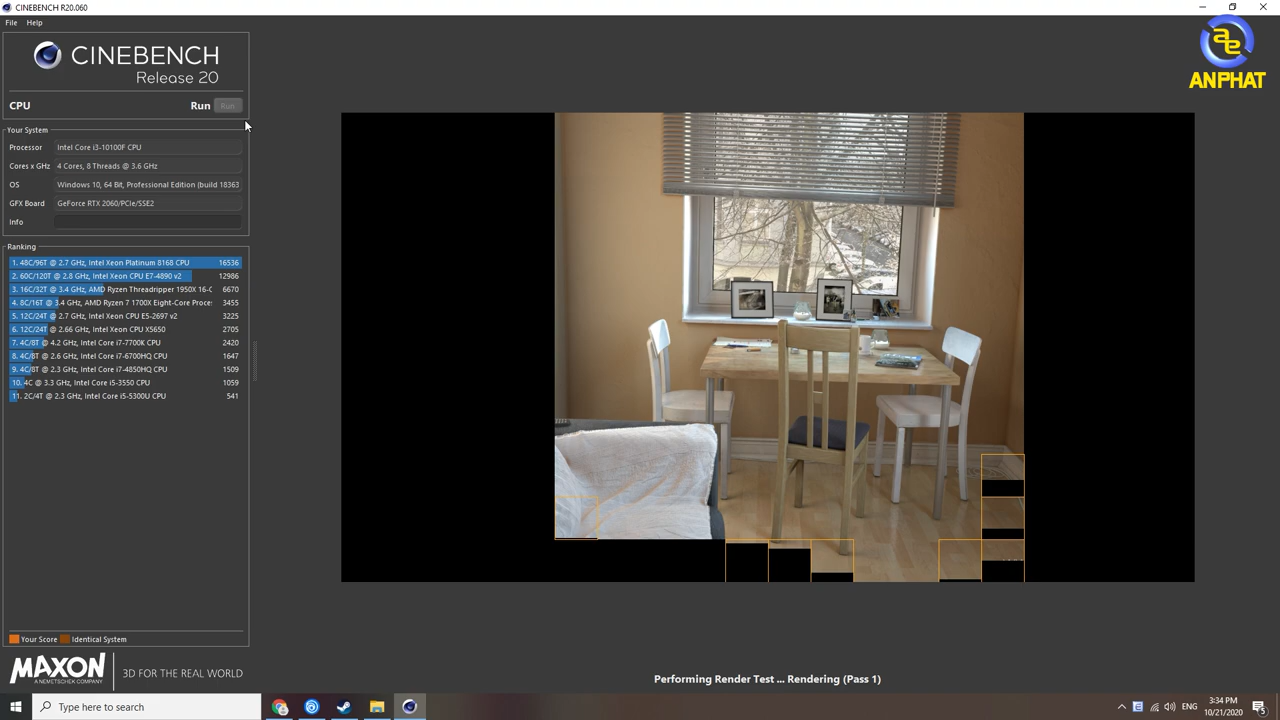 CINEBENCH R20.060
File Help
CINEBENCH
Release 20
CPU Run Run
Your System
Processor Intel Core i3-10100F CPU
Cores x GHz 4 Cores, 8 Threads @ 3.6 GHz
OS Windows 10, 64 Bit, Professional Edition (build 18363
GFX Board GeForce RTX 2060/PCIe/SSE2
Info
Ranking
1. 48C/96T @ 2.7 GHz, Intel Xeon Platinum 8168 CPU 16536
2. 60C/120T @ 2.8 GHz, Intel Xeon CPU E7-4890 v2 12986
3. 16C/32T @ 3.4 GHz, AMD Ryzen Threadripper 1950X 16-C 6670
4. 8C/16T @ 3.4 GHz, AMD Ryzen 7 1700X Eight-Core Proce: 3455
5. 12C/24T @ 2.7 GHz, Intel Xeon CPU E5-2697 v2 3225
6. 12C/24T @ 2.66 GHz, Intel Xeon CPU X5650 2705
7. 4C/8T @ 4.2 GHz, Intel Core i7-7700K CPU 2420
8. 4C/8T @ 2.6 GHz, Intel Core i7-6700HQ CPU 1647
9. 4C/8T @ 2.3 GHz, Intel Core i7-4850HQ CPU 1509
10. 4C @ 3.3 GHz, Intel Core i5-3550 CPU 1059
11. 2C/4T @ 2.3 GHz, Intel Core i5-5300U CPU 541
Your Score Identical System
MAXON
A NEMETSCHEK COMPANY
3D FOR THE REAL WORLD
ae
ANPHAT
Performing Render Test ... Rendering (Pass 1)
Type here to search
ENG
3:34 PM
10/21/2020
5